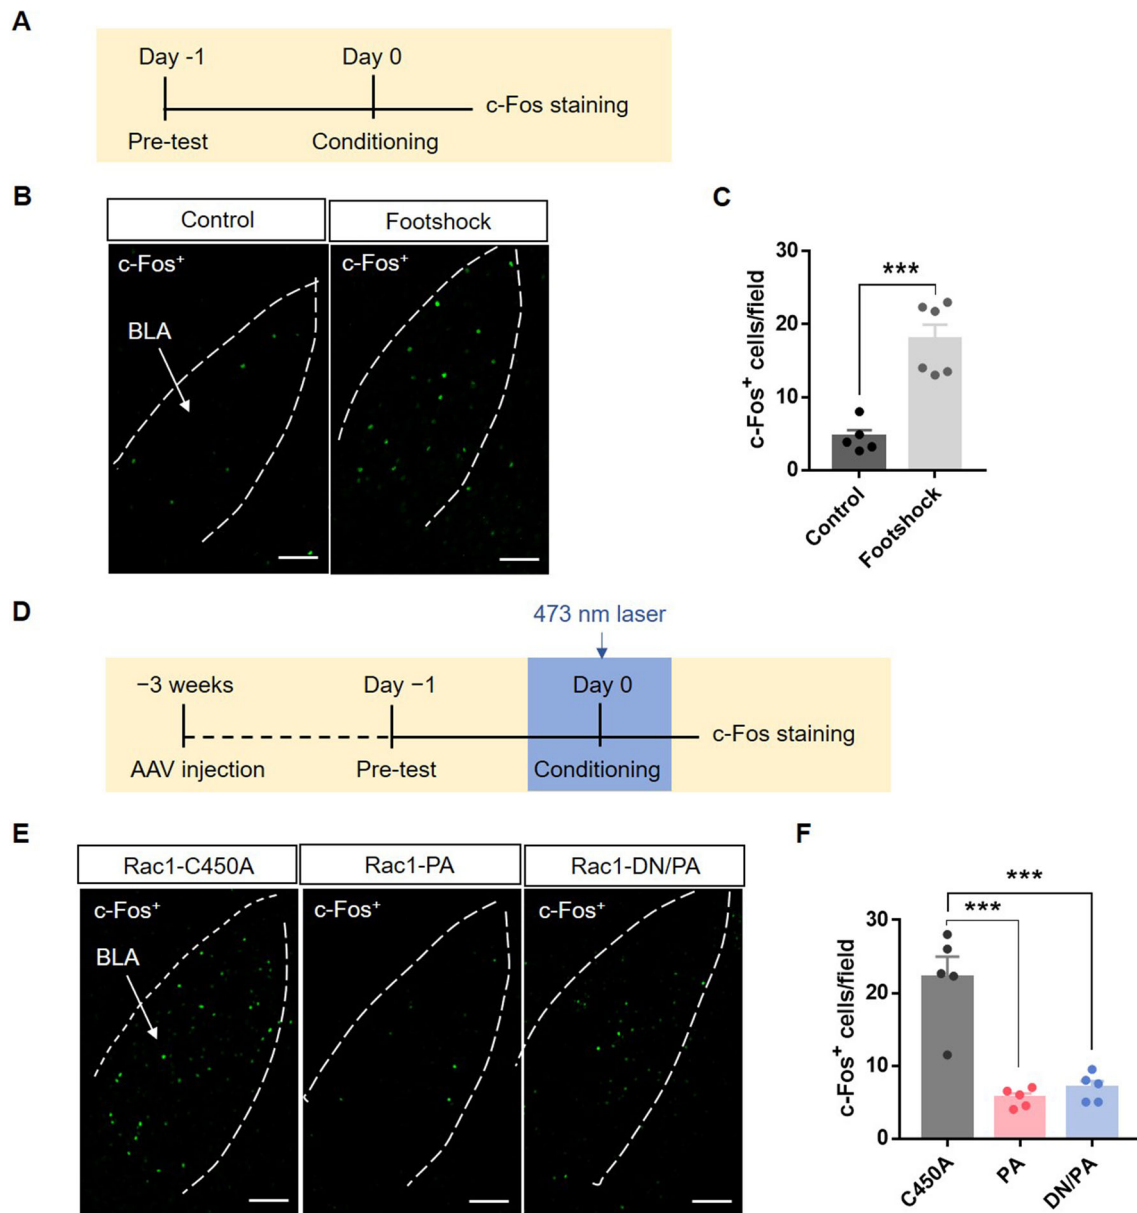 A
Day -1
Day 0
c-Fos staining
Pre-test
Conditioning
B
Control
Footshock
c-Fos⁺
c-Fos⁺
BLA
C
30
20
10
0
c-Fos⁺ cells/field
***
Control
Footshock
D
473 nm laser
−3 weeks
Day −1
Day 0
c-Fos staining
AAV injection
Pre-test
Conditioning
E
Rac1-C450A
Rac1-PA
Rac1-DN/PA
c-Fos⁺
c-Fos⁺
c-Fos⁺
BLA
F
30
20
10
0
c-Fos⁺ cells/field
***
***
C450A
PA
DN/PA